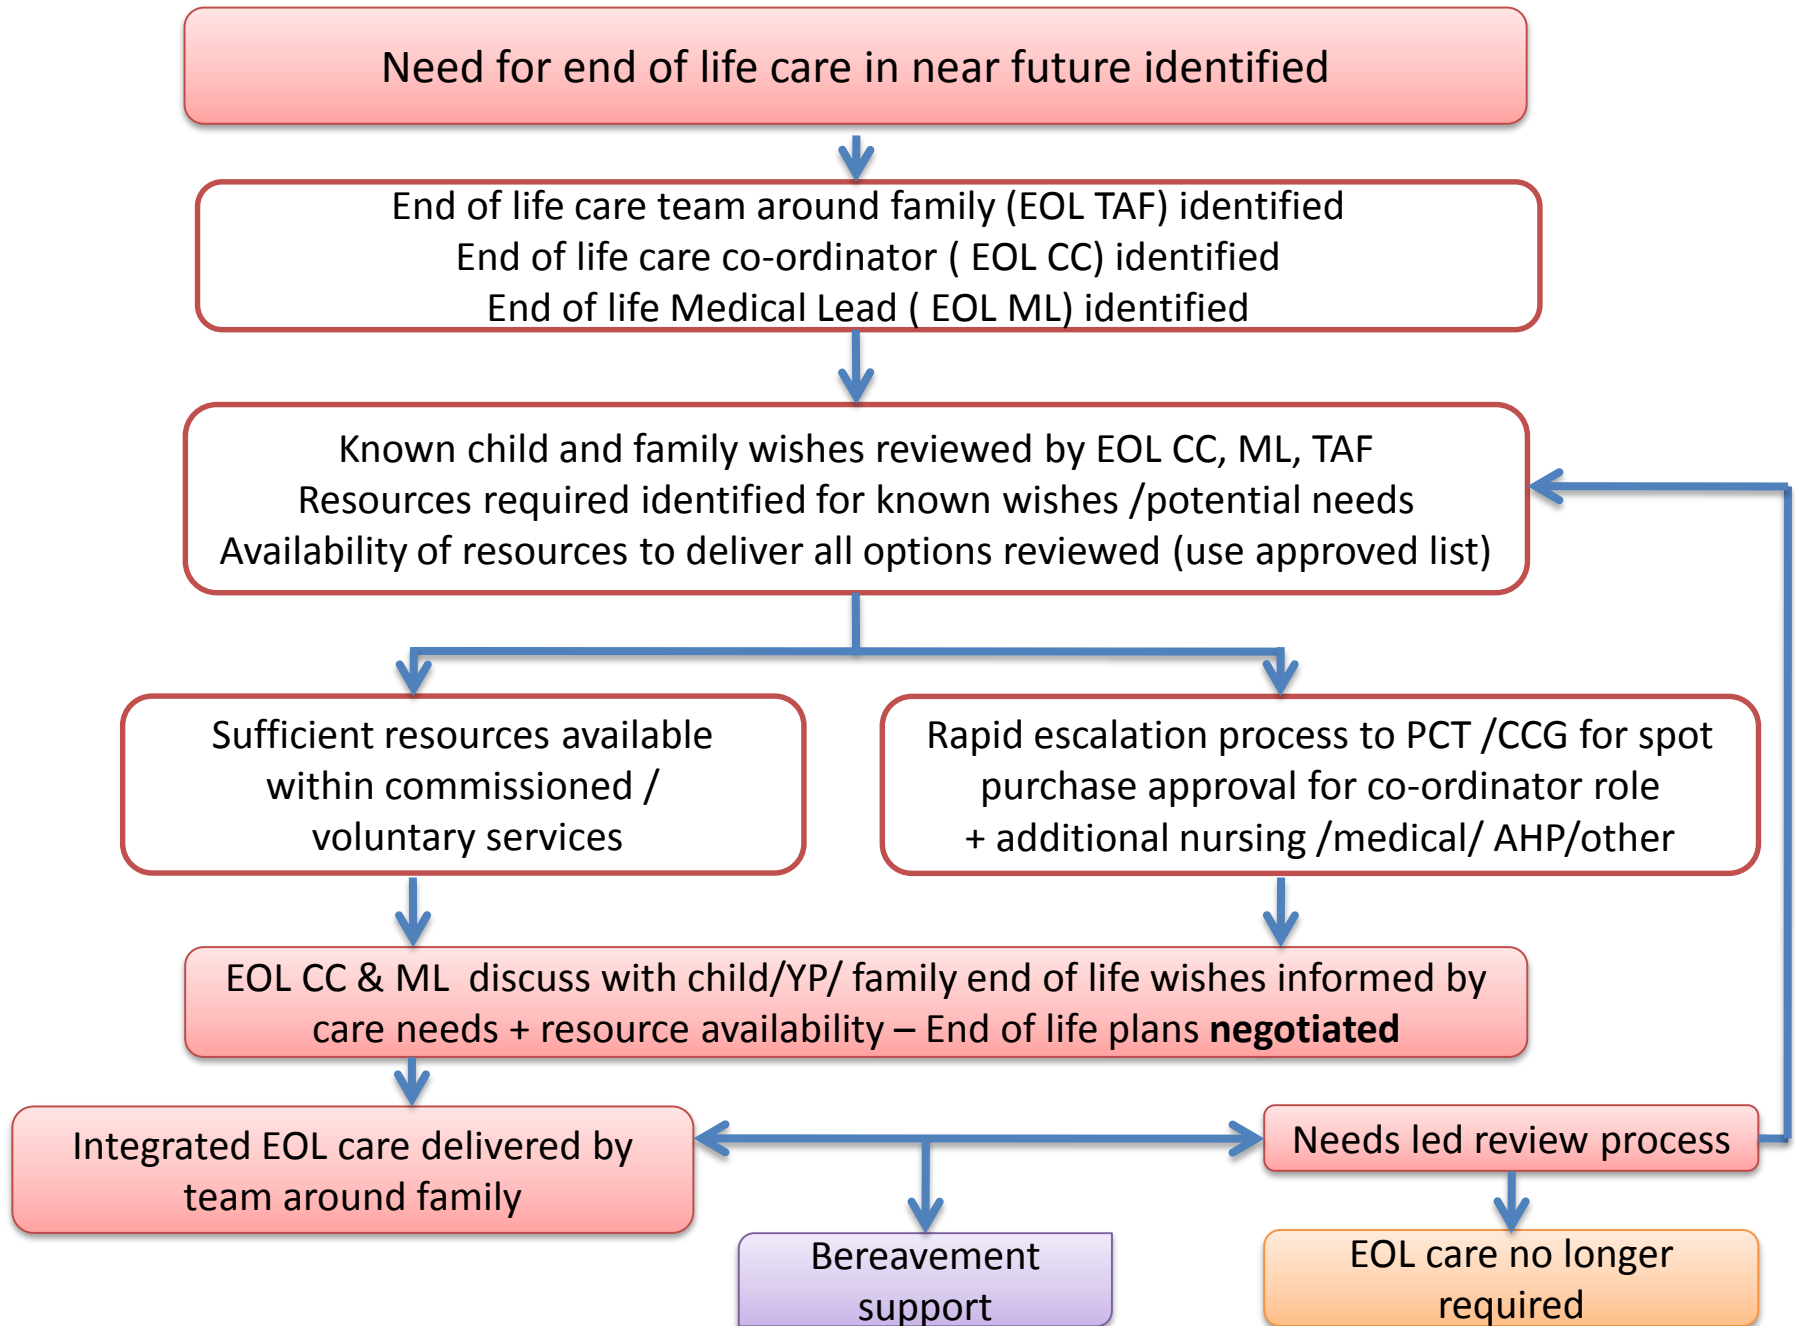 Need for end of life care in near future identified
End of life care team around family (EOL TAF) identified
End of life care co-ordinator ( EOL CC) identified
End of life Medical Lead ( EOL ML) identified
Known child and family wishes reviewed by EOL CC, ML, TAF
Resources required identified for known wishes /potential needs
Availability of resources to deliver all options reviewed (use approved list)
Sufficient resources available
within commissioned /
voluntary services
Rapid escalation process to PCT /CCG for spot
purchase approval for co-ordinator role
+ additional nursing /medical/ AHP/other
EOL CC & ML  discuss with child/YP/ family end of life wishes informed by
care needs + resource availability – End of life plans negotiated
Integrated EOL care delivered by
team around family
Needs led review process
Bereavement
support
EOL care no longer
required